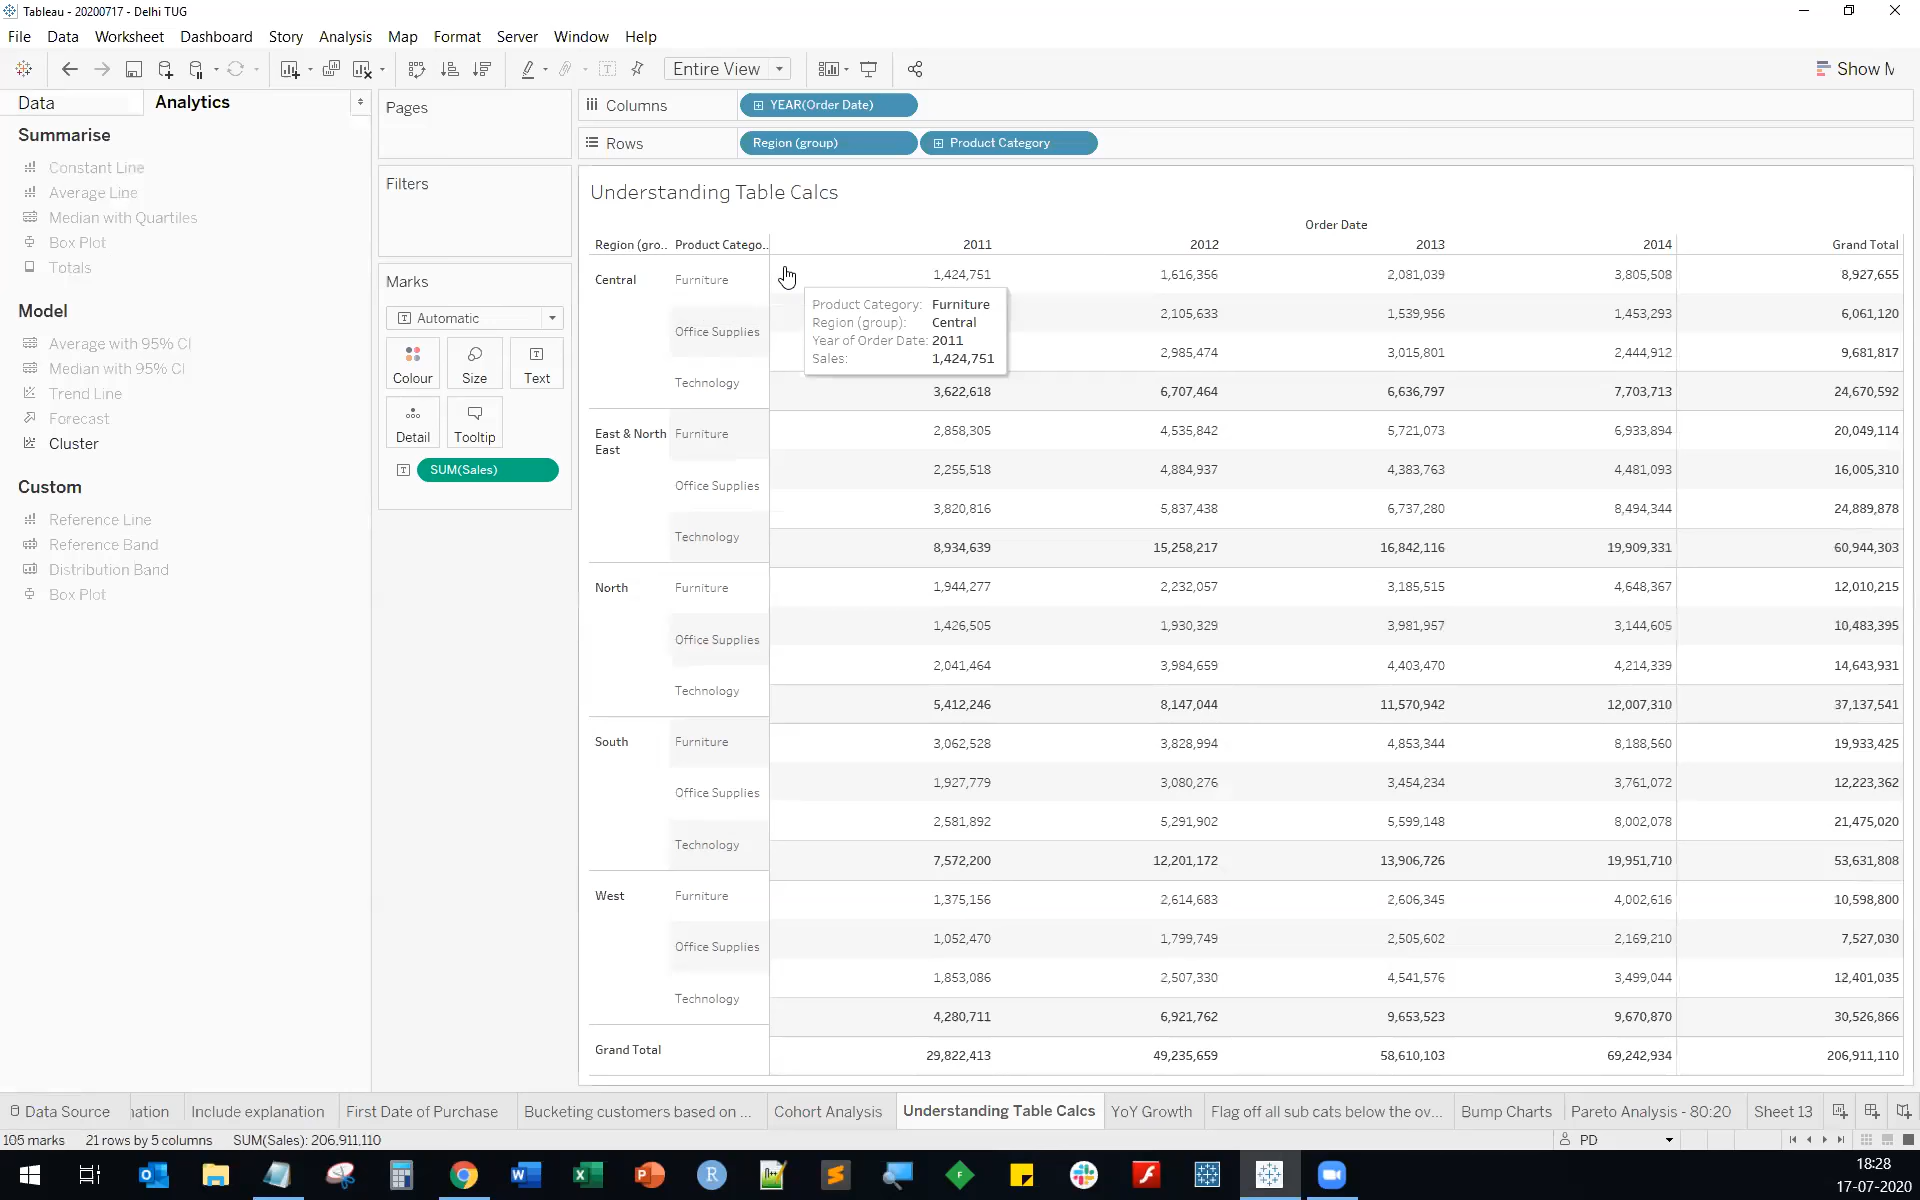 Tableau - 20200717 - Delhi TUG
File Data Worksheet Dashboard Story Analysis Map Format Server Window Help
Entire View
Show M
Data Analytics
Summarise
Constant Line
Average Line
Median with Quartiles
Box Plot
Totals
Model
Average with 95% CI
Median with 95% CI
Trend Line
Forecast
Cluster
Custom
Reference Line
Reference Band
Distribution Band
Box Plot
Pages
Filters
Marks
Automatic
Colour Size Text
Detail Tooltip
SUM(Sales)
Columns YEAR(Order Date)
Rows Region (group) Product Category
Understanding Table Calcs
Order Date
Region (gro.. Product Catego.. 2011 2012 2013 2014 Grand Total
Central Furniture 1,424,751 1,616,356 2,081,039 3,805,508 8,927,655
Office Supplies 2,105,633 1,539,956 1,453,293 6,061,120
2,985,474 3,015,801 2,444,912 9,681,817
Technology 3,622,618 6,707,464 6,636,797 7,703,713 24,670,592
Product Category: Furniture
Region (group): Central
Year of Order Date: 2011
Sales: 1,424,751
East & North East Furniture 2,858,305 4,535,842 5,721,073 6,933,894 20,049,114
Office Supplies 2,255,518 4,884,937 4,383,763 4,481,093 16,005,310
3,820,816 5,837,438 6,737,280 8,494,344 24,889,878
Technology 8,934,639 15,258,217 16,842,116 19,909,331 60,944,303
North Furniture 1,944,277 2,232,057 3,185,515 4,648,367 12,010,215
Office Supplies 1,426,505 1,930,329 3,981,957 3,144,605 10,483,395
2,041,464 3,984,659 4,403,470 4,214,339 14,643,931
Technology 5,412,246 8,147,044 11,570,942 12,007,310 37,137,541
South Furniture 3,062,528 3,828,994 4,853,344 8,188,560 19,933,425
Office Supplies 1,927,779 3,080,276 3,454,234 3,761,072 12,223,362
2,581,892 5,291,902 5,599,148 8,002,078 21,475,020
Technology 7,572,200 12,201,172 13,906,726 19,951,710 53,631,808
West Furniture 1,375,156 2,614,683 2,606,345 4,002,616 10,598,800
Office Supplies 1,052,470 1,799,749 2,505,602 2,169,210 7,527,030
1,853,086 2,507,330 4,541,576 3,499,044 12,401,035
Technology 4,280,711 6,921,762 9,653,523 9,670,870 30,526,866
Grand Total 29,822,413 49,235,659 58,610,103 69,242,934 206,911,110
Data Source nation Include explanation First Date of Purchase Bucketing customers based on ... Cohort Analysis Understanding Table Calcs YoY Growth Flag off all sub cats below the ov... Bump Charts Pareto Analysis - 80:20 Sheet 13
105 marks 21 rows by 5 columns SUM(Sales): 206,911,110 PD
18:28
17-07-2020